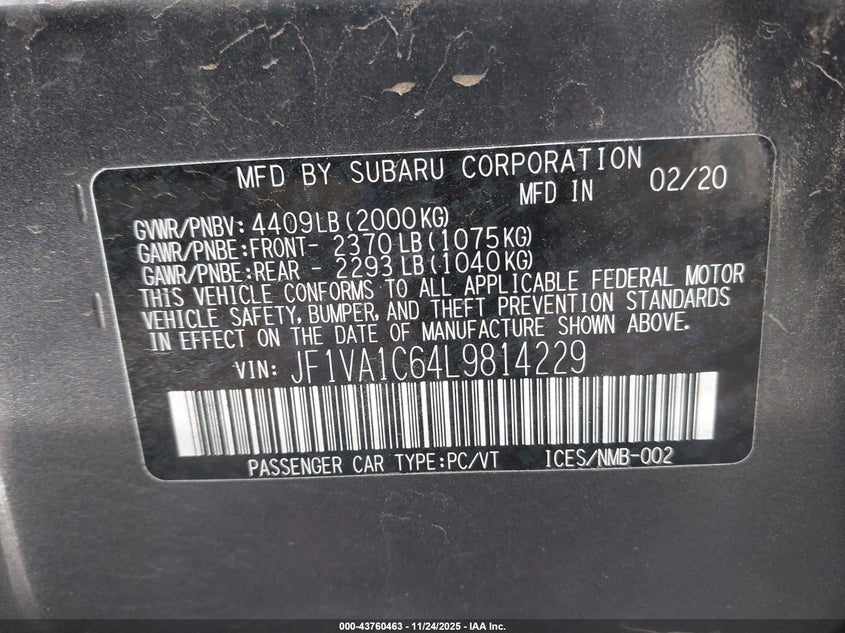 MFD BY SUBARU CORPORATION
MFD IN 02/20
GVWR/PNBV: 4409LB(2000KG)
GAWR/PNBE:FRONT- 2370LB(1075KG)
GAWR/PNBE:REAR - 2293LB(1040KG)
THIS VEHICLE CONFORMS TO ALL APPLICABLE FEDERAL MOTOR
VEHICLE SAFETY, BUMPER, AND THEFT PREVENTION STANDARDS
IN EFFECT ON THE DATE OF MANUFACTURE SHOWN ABOVE.
VIN: JF1VA1C64L9814229
PASSENGER CAR TYPE:PC/VT ICES/NMB-002
000-43760463 - 11/24/2025 - IAA Inc.